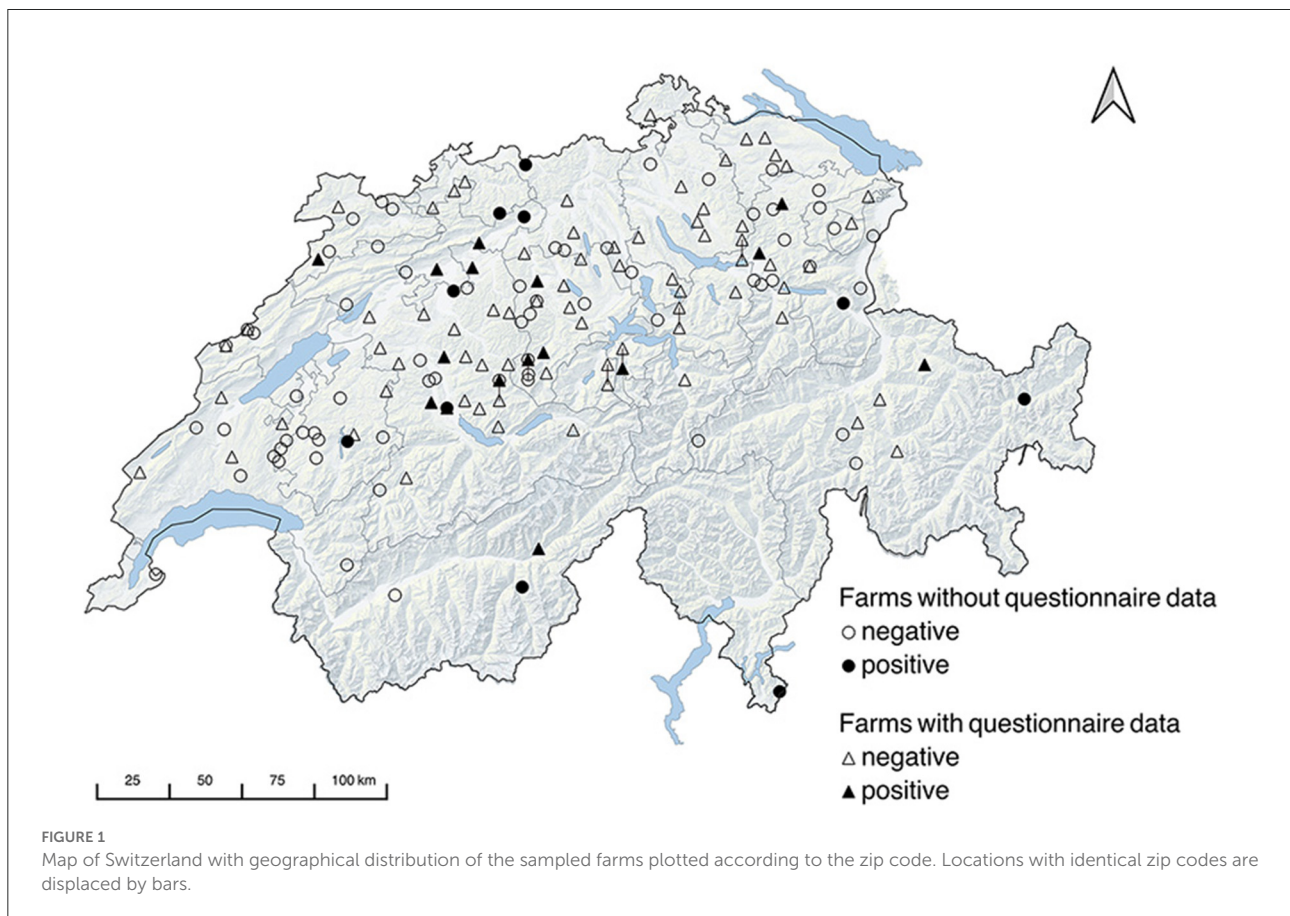 Farms without questionnaire data
negative
positive
Farms with questionnaire data
negative
positive
25 50 75 100 km
FIGURE 1
Map of Switzerland with geographical distribution of the sampled farms plotted according to the zip code. Locations with identical zip codes are
displaced by bars.